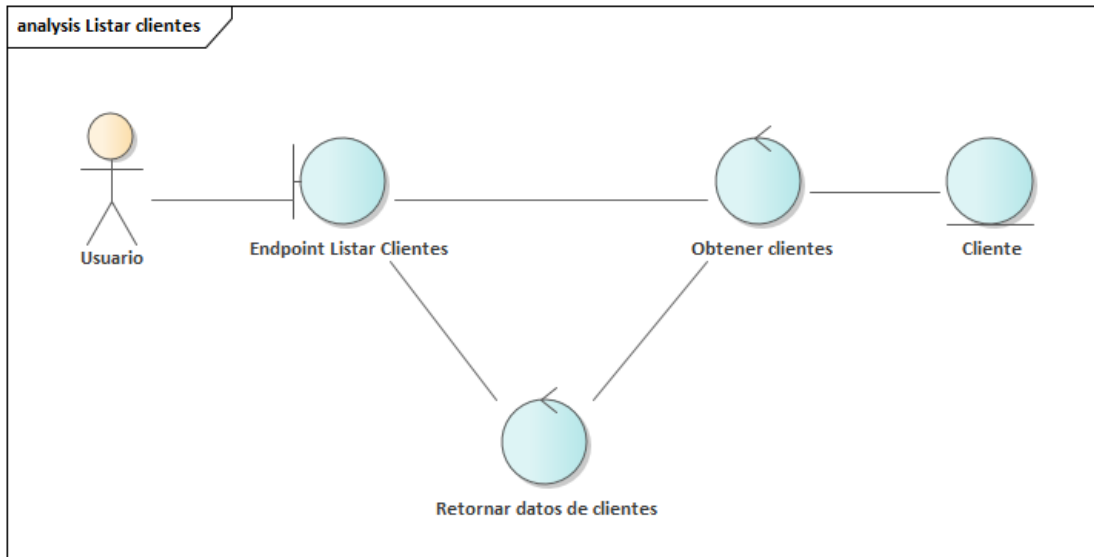 analysis Listar clientes
Usuario
Endpoint Listar Clientes
Obtener clientes
Cliente
Retornar datos de clientes